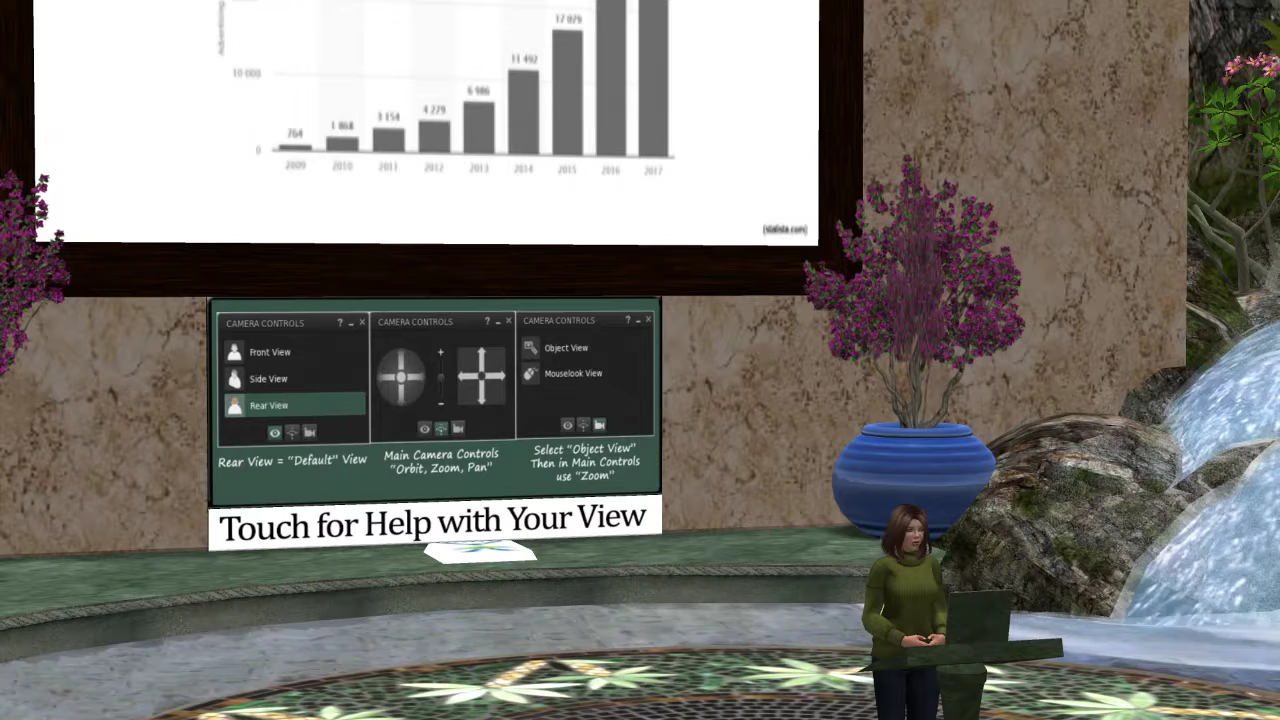 17 079
11 492
10 000
6 986
4 279
3 154
1 868
764
0
2009 2010 2011 2012 2013 2014 2015 2016 2017
(statista.com)
CAMERA CONTROLS ? _ ×
Front View
Side View
Rear View
Rear View = "Default" View
CAMERA CONTROLS ? _ ×
+
-
Main Camera Controls
"Orbit, Zoom, Pan"
CAMERA CONTROLS ? _ ×
Object View
Mouselook View
Select "Object View"
Then in Main Controls
use "Zoom"
Touch for Help with Your View